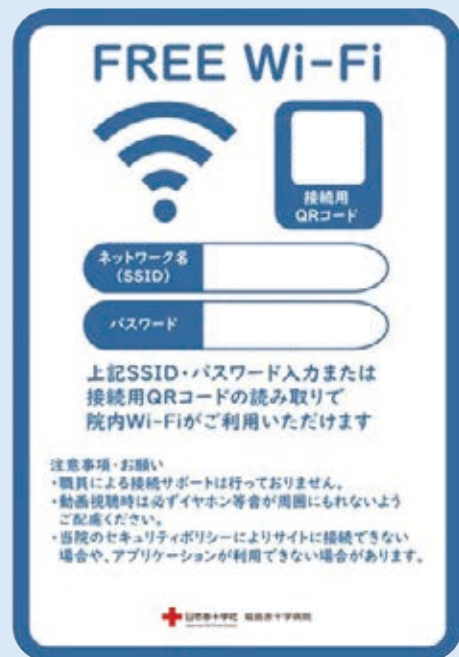 FREE Wi-Fi
接続用
QRコード
ネットワーク名
(SSID)
パスワード
上記SSID・パスワード入力または
接続用QRコードの読み取りで
院内Wi-Fiがご利用いただけます
注意事項・お願い
・職員による接続サポートは行っておりません。
・動画視聴時は必ずイヤホン等音が周囲にもれないよう
ご配慮ください。
・当院のセキュリティポリシーによりサイトに接続できない
場合や、アプリケーションが利用できない場合があります。
日本赤十字社 福島赤十字病院